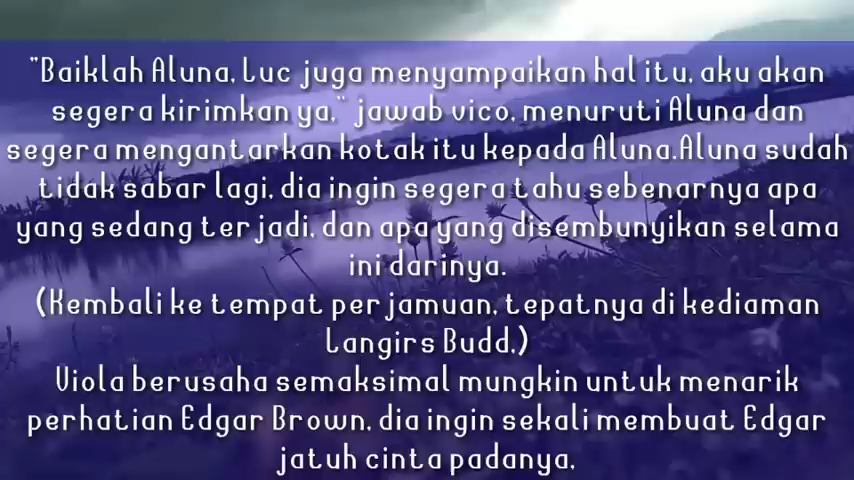 "Baiklah Aluna, Luc juga menyampaikan hal itu, aku akan
segera kirimkan ya," jawab vico, menuruti Aluna dan
segera mengantarkan kotak itu kepada Aluna.Aluna sudah
tidak sabar lagi, dia ingin segera tahu sebenarnya apa
yang sedang terjadi, dan apa yang disembunyikan selama
ini darinya.
(Kembali ke tempat perjamuan, tepatnya di kediaman
Langirs Budd,)
Viola berusaha semaksimal mungkin untuk menarik
perhatian Edgar Brown, dia ingin sekali membuat Edgar
jatuh cinta padanya,